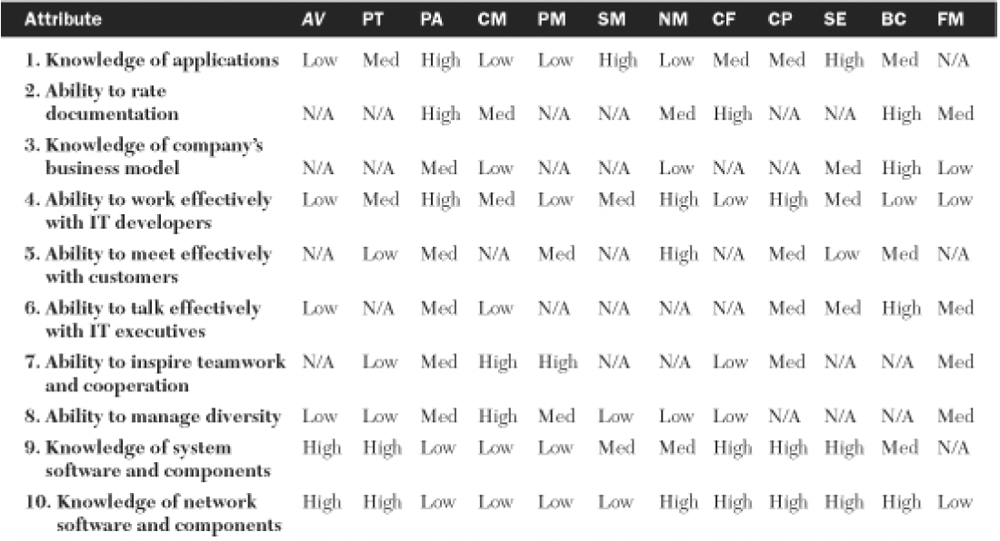 Attribute AV PT PA CM PM SM NM CF CP SE BC FM
1. Knowledge of applications Low Med High Low Low High Low Med Med High Med N/A
2. Ability to rate
documentation N/A N/A High Med N/A N/A Med High N/A N/A High Med
3. Knowledge of company's
business model N/A N/A Med Low N/A N/A Low N/A N/A Med High Low
4. Ability to work effectively Low Med High Med Low Med High Low High Med Low Low
with IT developers
5. Ability to meet effectively N/A Low Med N/A Med N/A High N/A Med Low Med N/A
with customers
6. Ability to talk effectively Low N/A Med Low N/A N/A N/A N/A Med Med High Med
with IT executives
7. Ability to inspire teamwork N/A Low Med High High N/A N/A Low Med N/A N/A Med
and cooperation
8. Ability to manage diversity Low Low Med High Med Low Low Low N/A N/A N/A Med
9. Knowledge of system High High Low Low Low Med Med High High High Med N/A
software and components
10. Knowledge of network High High Low Low Low Low High High High High High Low
software and components